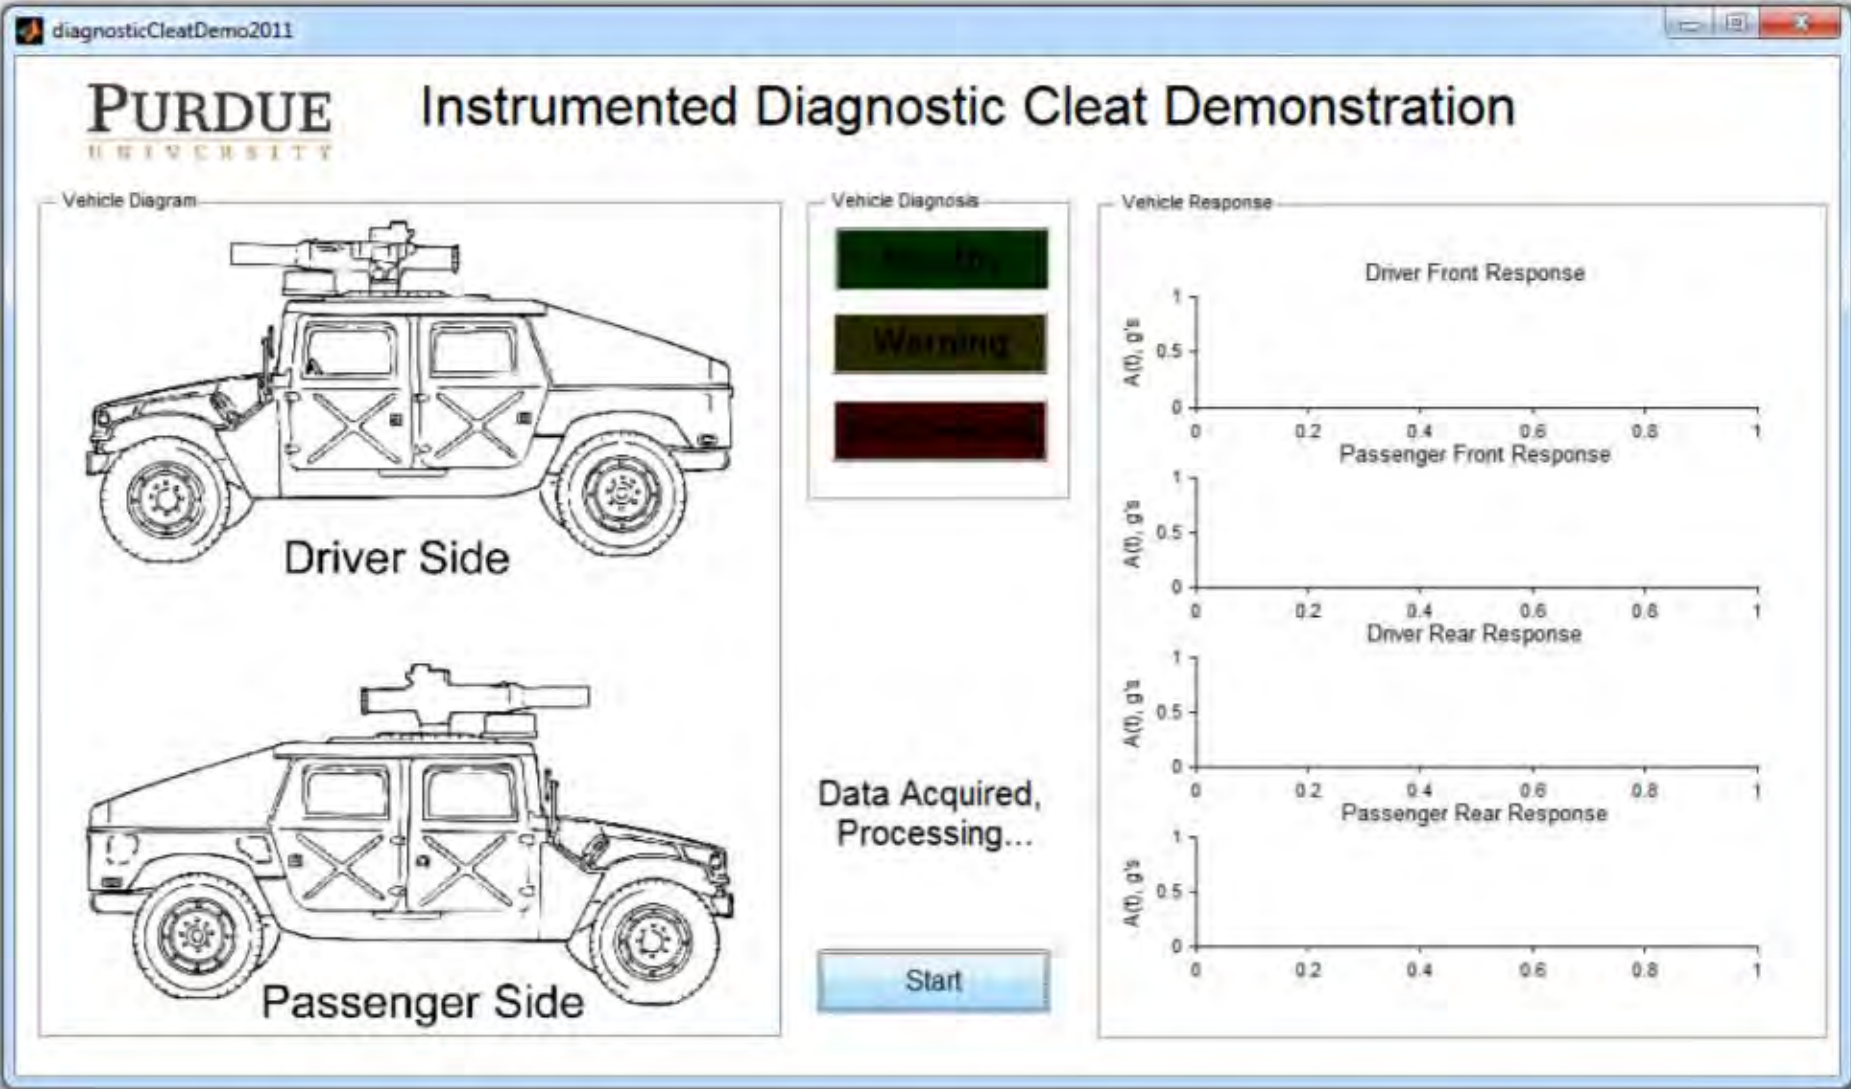 diagnosticCleatDemo2011
PURDUE
UNIVERSITY
Instrumented Diagnostic Cleat Demonstration
Vehicle Diagram
Driver Side
Passenger Side
Vehicle Diagnosis
Warning
Data Acquired,
Processing...
Start
Vehicle Response
Driver Front Response
A(t), g's
1
0.5
0
0 0.2 0.4 0.6 0.8 1
Passenger Front Response
A(t), g's
1
0.5
0
0 0.2 0.4 0.6 0.8 1
Driver Rear Response
A(t), g's
1
0.5
0
0 0.2 0.4 0.6 0.8 1
Passenger Rear Response
A(t), g's
1
0.5
0
0 0.2 0.4 0.6 0.8 1